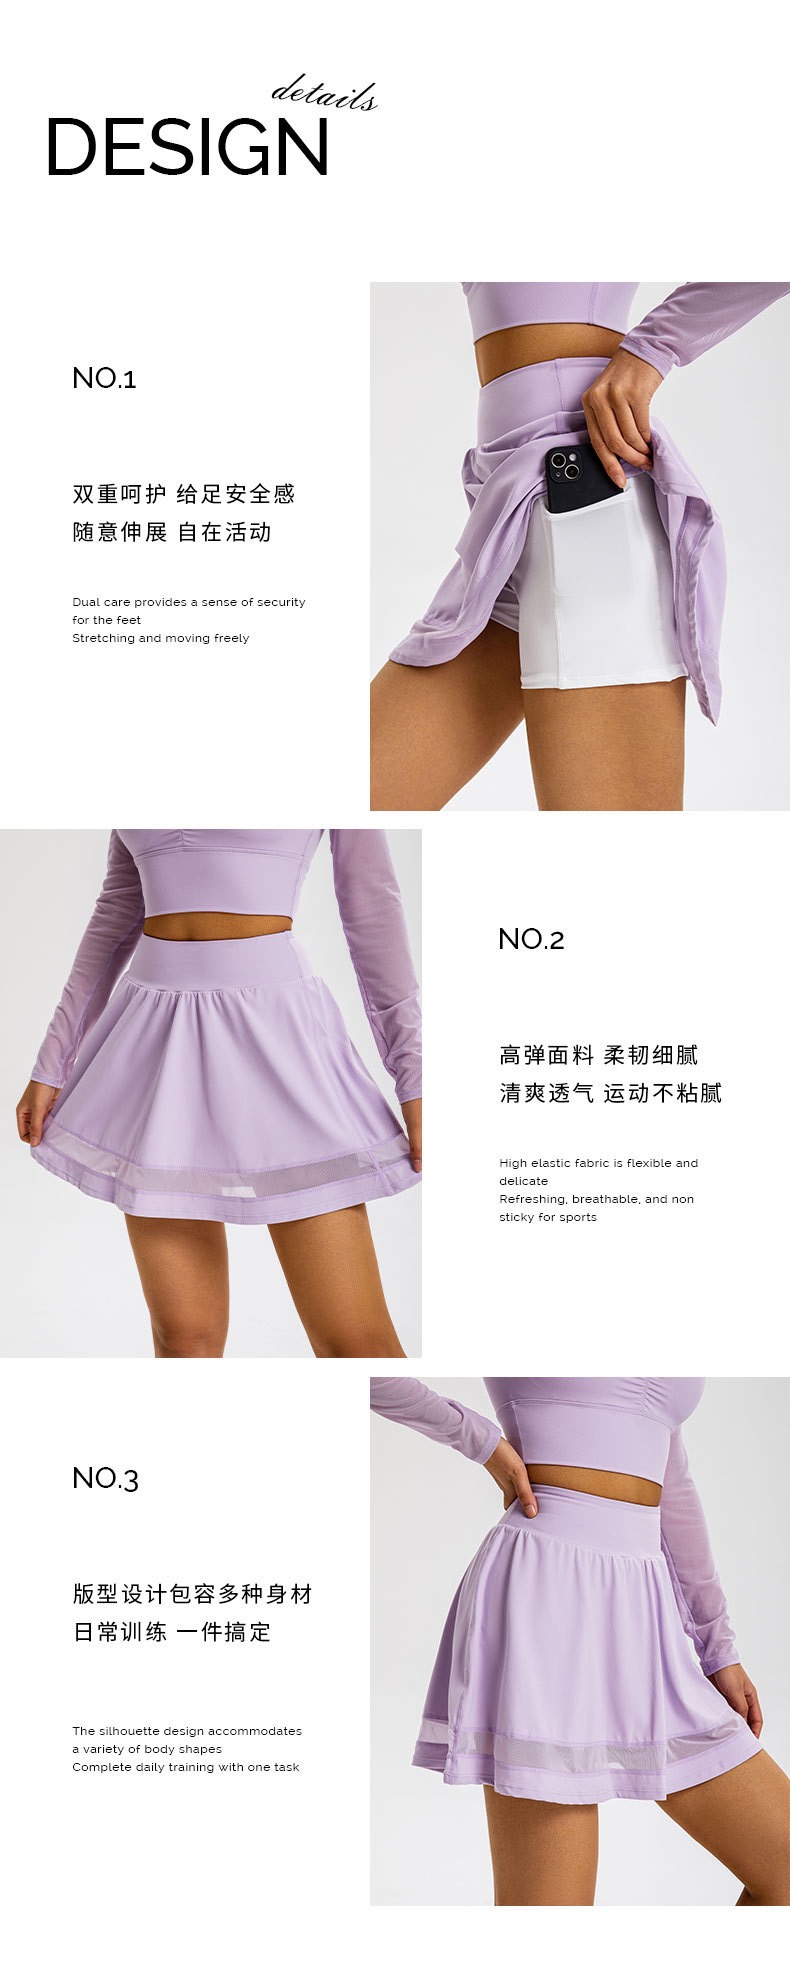 details
DESIGN
NO.1
双重呵护 给足安全感
随意伸展 自在活动
Dual care provides a sense of security
for the feet
Stretching and moving freely
NO.2
高弹面料 柔韧细腻
清爽透气 运动不粘腻
High elastic fabric is flexible and
delicate
Refreshing, breathable, and non
sticky for sports
NO.3
版型设计包容多种身材
日常训练 一件搞定
The silhouette design accommodates
a variety of body shapes
Complete daily training with one task